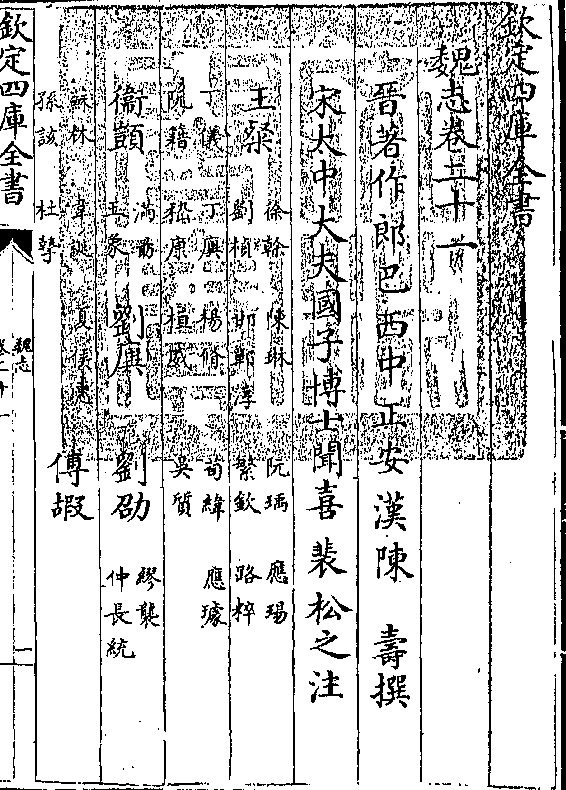 欽定四庫全書
魏志卷二十一
晉著作郎巴西中正安漢陳 壽撰
宋太中大夫國子博士聞喜裴松之注
王粲 徐幹 陳琳 阮瑀 應瑒
劉楨 邯鄲淳 繁欽 路粹
丁儀 丁廙 楊脩 荀緯 應璩
阮籍 嵇康 桓威 吳質
衛顗 潘勗 王象 劉廙 劉劭 繆襲 仲長統
蘇林 韋誕 夏侯惠
孫該 杜摯 傅嘏
欽定四庫全書
魏志
卷二十一
一